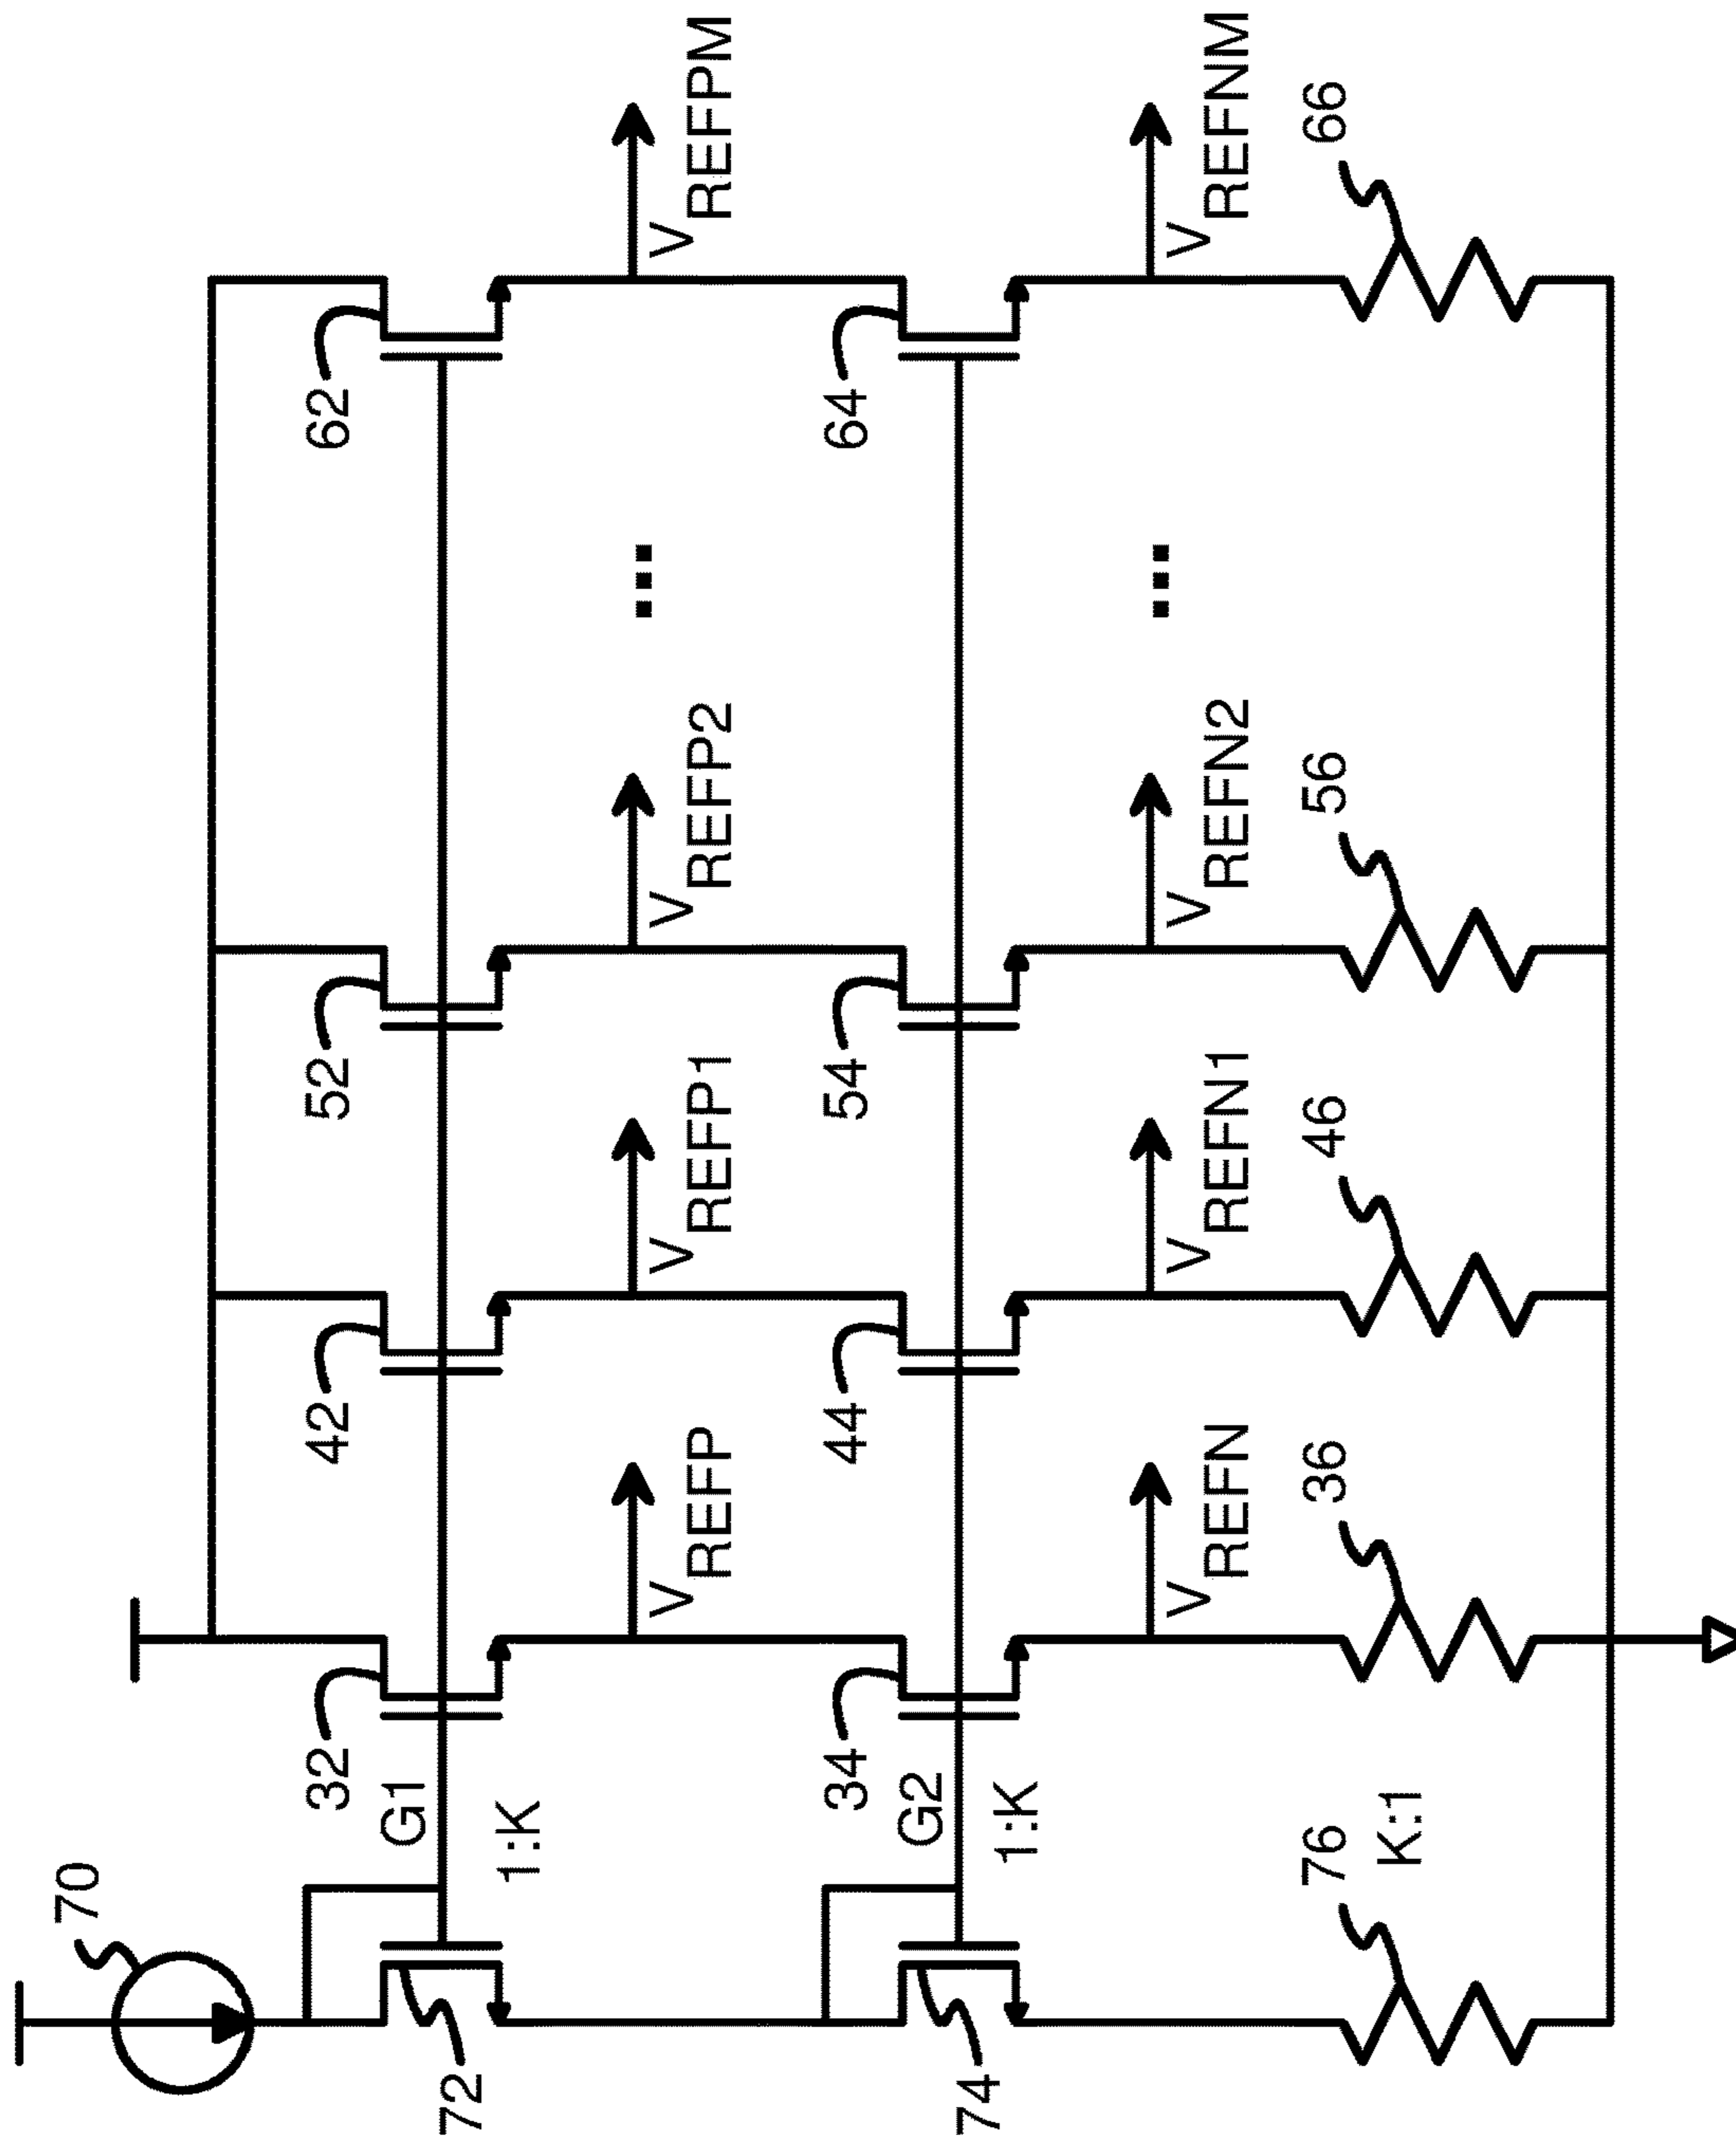 70
32
42
52
62
G1
72
1:K
VREFP
VREFP1
VREFP2
...
VREFPM
34
44
54
64
G2
74
1:K
VREFN
VREFN1
VREFN2
...
VREFNM
76
36
46
56
66
K:1